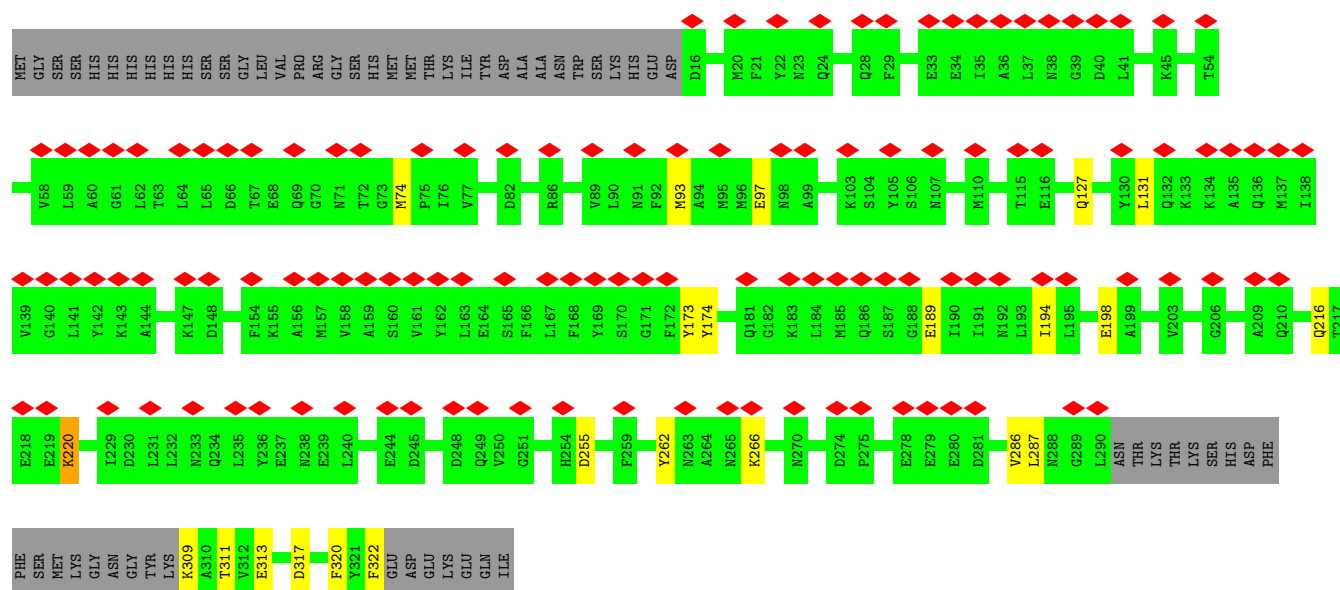 MET GLY SER SER HIS HIS HIS HIS HIS HIS SER SER GLY LEU VAL PRO ARG GLY SER HIS MET MET THR LYS ILE TYR ASP ALA ALA ASN TRP SER LYS HIS GLU ASP D16 M20 F21 Y22 N23 Q24 Q28 F29 E33 E34 I35 A36 L37 N38 G39 D40 L41 K45 T54
V58 L59 A60 G61 L62 T63 L64 L65 D66 T67 E68 Q69 G70 N71 T72 G73 M74 P75 I76 V77 D82 R86 V89 L90 N91 F92 M93 A94 M95 M96 E97 N98 A99 K103 S104 Y105 S106 N107 M110 T115 E116 Q127 Y130 L131 Q132 K133 K134 A135 Q136 M137 I138
V139 G140 L141 Y142 K143 A144 K147 D148 F154 K155 A156 M157 V158 A159 S160 V161 Y162 L163 E164 S165 F166 L167 F168 Y169 S170 G171 F172 Y173 Y174 Q181 G182 K183 L184 M185 Q186 S187 G188 E189 I190 I191 N192 L193 I194 L195 E198 A199 V203 G206 A209 Q210 Q216 T217
E218 E219 K220 I229 D230 L231 L232 N233 Q234 L235 Y236 E237 N238 E239 L240 E244 D245 D248 Q249 V250 G251 H254 D255 F259 Y262 N263 A264 N265 K266 N270 D274 P275 E278 E279 E280 D281 V286 L287 N288 G289 L290 ASN THR LYS THR LYS SER HIS ASP PHE
PHE SER MET LYS GLY ASN GLY TYR LYS K309 A310 T311 V312 E313 D317 F320 Y321 F322 GLU ASP GLU LYS GLU GLN ILE